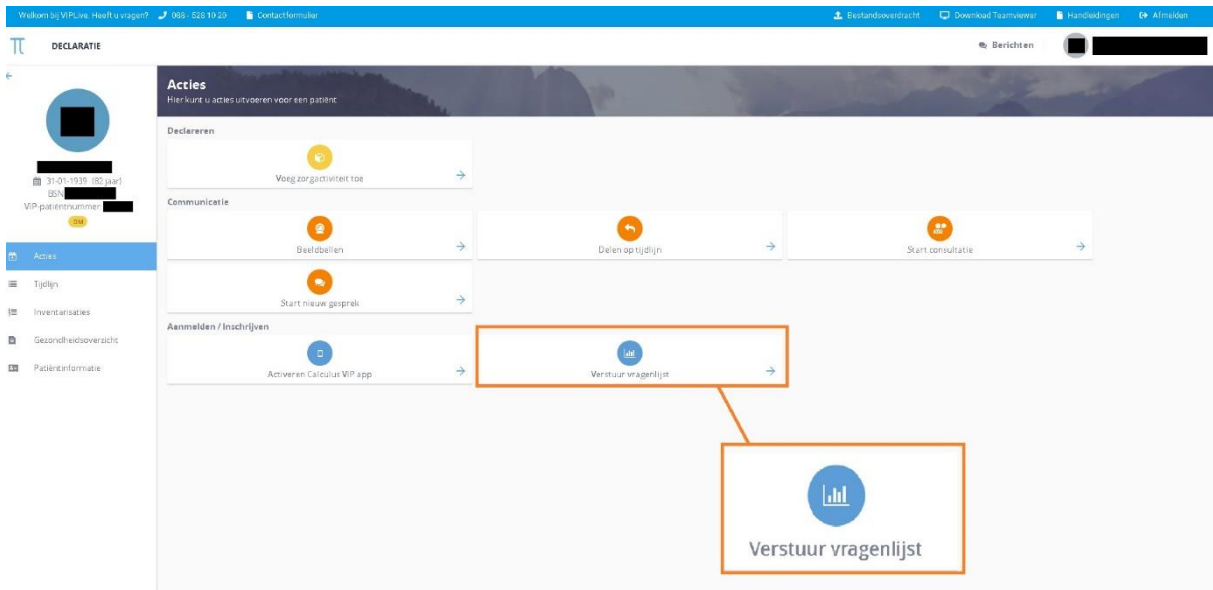 Welkom bij VIPLive. Heeft u vragen? 088 - 528 10 20 Contactformulier Bestandsoverdracht Download Teamviewer Handleidingen Afmelden
DECLARATIE Berichten
Acties
Hier kunt u acties uitvoeren voor een patiënt
31-01-1939 (82 jaar)
BSN
VIP-patiëntnummer
DM
Acties
Tijdlijn
Inventarisaties
Gezondheidsoverzicht
Patiëntinformatie
Declareren
Voeg zorgactiviteit toe
Communicatie
Beeldbellen Delen op tijdlijn Start consultatie
Start nieuw gesprek
Aanmelden / Inschrijven
Activeren Calculus VIP app Verstuur vragenlijst
Verstuur vragenlijst